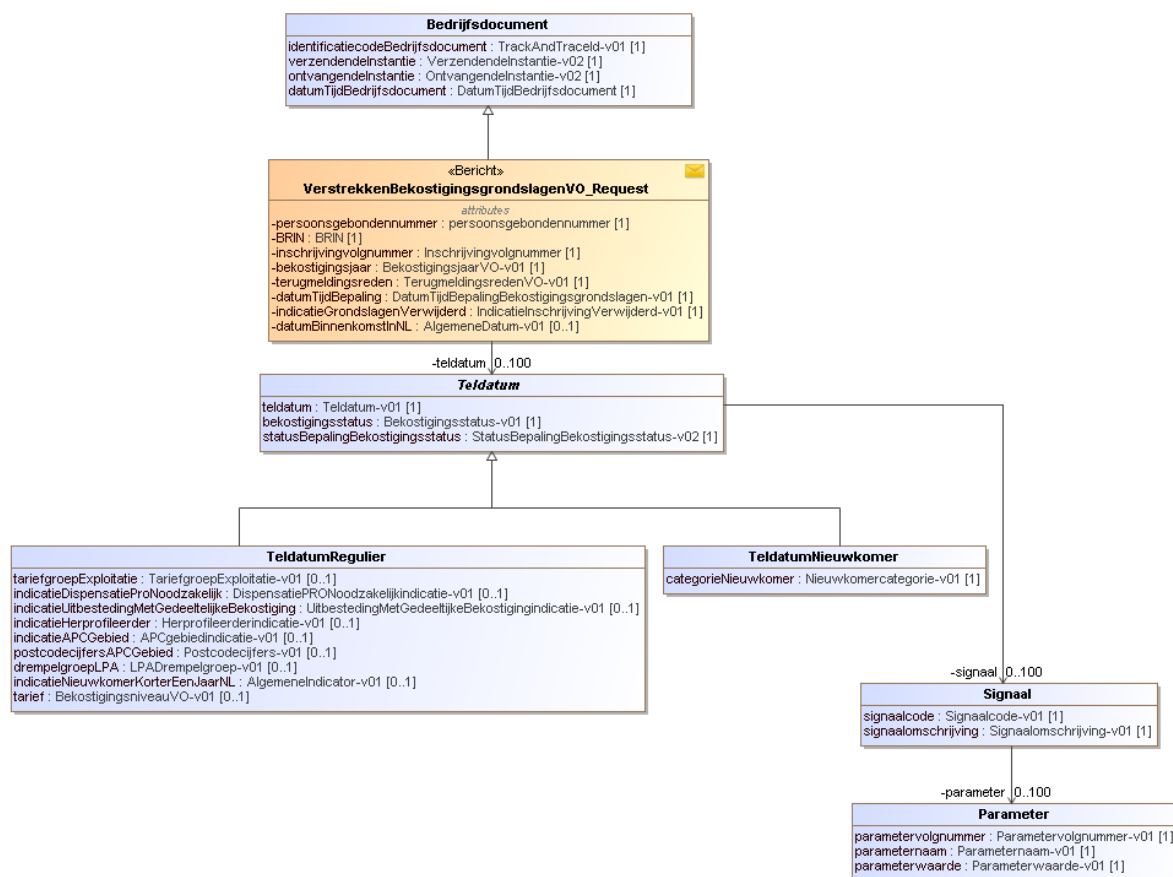 Bedrijfsdocument
identificatiecodeBedrijfsdocument : TrackAndTraceId-v01 [1]
verzendendeInstantie : VerzendendeInstantie-v02 [1]
ontvangendeInstantie : OntvangendeInstantie-v02 [1]
datumTijdBedrijfsdocument : DatumTijdBedrijfsdocument [1]
«Bericht»
VerstrekkenBekostigingsgrondslagenVO_Request
attributes
-persoonsgebondennummer : persoonsgebondennummer [1]
-BRIN : BRIN [1]
-inschrijvingvolgnummer : Inschrijvingvolgnummer [1]
-bekostigingsjaar : BekostigingsjaarVO-v01 [1]
-terugmeldingsreden : TerugmeldingsredenVO-v01 [1]
-datumTijdBepaling : DatumTijdBepalingBekostigingsgrondslagen-v01 [1]
-indicatieGrondslagenVerwijderd : IndicatieInschrijvingVerwijderd-v01 [1]
-datumBinnenkomstInNL : AlgemeneDatum-v01 [0..1]
-teldatum 0..100
Teldatum
teldatum : Teldatum-v01 [1]
bekostigingsstatus : Bekostigingsstatus-v01 [1]
statusBepalingBekostigingsstatus : StatusBepalingBekostigingsstatus-v02 [1]
TeldatumRegulier
tariefgroepExploitatie : TariefgroepExploitatie-v01 [0..1]
indicatieDispensatieProNoodzakelijk : DispensatiePRONoodzakelijkindicatie-v01 [0..1]
indicatieUitbestedingMetGedeeltelijkeBekostiging : UitbestedingMetGedeeltijkeBekostigingindicatie-v01 [0..1]
indicatieHerprofileerder : Herprofileerderindicatie-v01 [0..1]
indicatieAPCGebied : APCgebiedindicatie-v01 [0..1]
postcodecijfersAPCGebied : Postcodecijfers-v01 [0..1]
drempelgroepLPA : LPADrempelgroep-v01 [0..1]
indicatieNieuwkomerKorterEenJaarNL : AlgemeneIndicator-v01 [0..1]
tarief : BekostigingsniveauVO-v01 [0..1]
TeldatumNieuwkomer
categorieNieuwkomer : Nieuwkomercategorie-v01 [1]
-signaal 0..100
Signaal
signaalcode : Signaalcode-v01 [1]
signaalomschrijving : Signaalomschrijving-v01 [1]
-parameter 0..100
Parameter
parametervolgnummer : Parametervolgnummer-v01 [1]
parameternaam : Parameternaam-v01 [1]
parameterwaarde : Parameterwaarde-v01 [1]